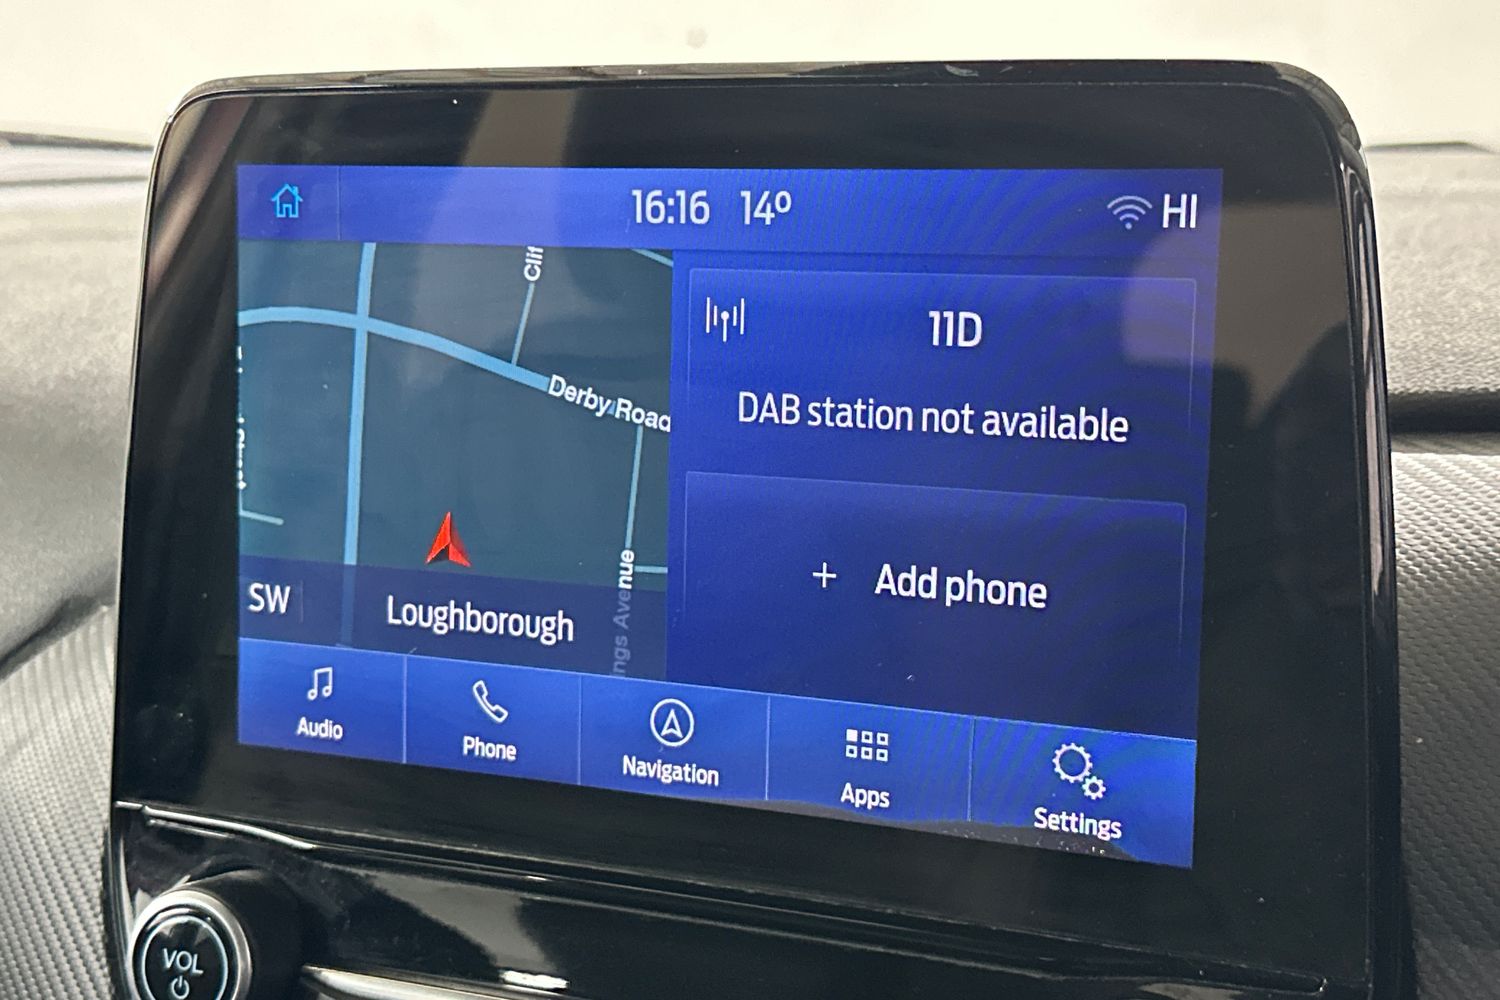 16:16 14°
HI
11D
DAB station not available
Derby Road
Add phone
SW
Loughborough
Audio
Phone
Navigation
Apps
Settings
VOL